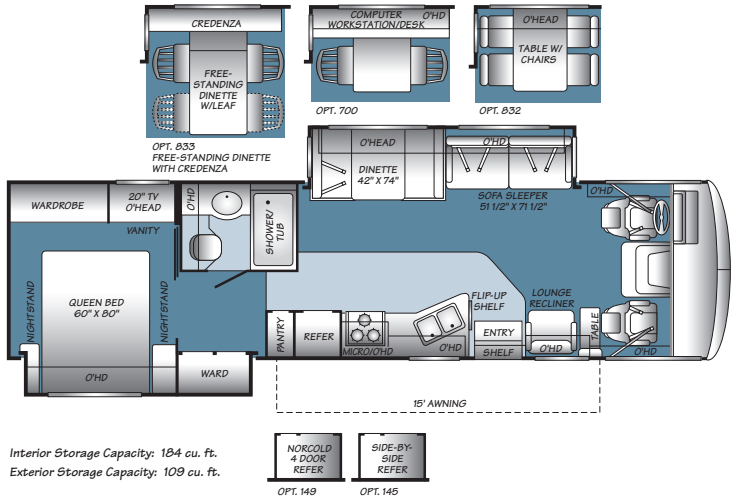 CREDENZA
FREE-
STANDING
DINETTE
W/LEAF
OPT. 833
FREE-STANDING DINETTE
WITH CREDENZA
COMPUTER O'HD
WORKSTATION/DESK
OPT. 700
O'HEAD
TABLE W/
CHAIRS
OPT. 832
O'HEAD
DINETTE
42" X 74"
O'HD
SOFA SLEEPER
51 1/2" X 71 1/2"
O'HD
WARDROBE
20" TV
O'HEAD
VANITY
O'HD
SHOWER/
TUB
NIGHTSTAND
QUEEN BED
60" X 80"
NIGHTSTAND
O'HD
WARD
PANTRY
REFER
MICRO/O'HD
O'HD
FLIP-UP
SHELF
ENTRY
SHELF
LOUNGE
RECLINER
O'HD
TABLE
O'HD
15' AWNING
Interior Storage Capacity: 184 cu. ft.
Exterior Storage Capacity: 109 cu. ft.
NORCOLD
4 DOOR
REFER
OPT. 149
SIDE-BY-
SIDE
REFER
OPT. 145